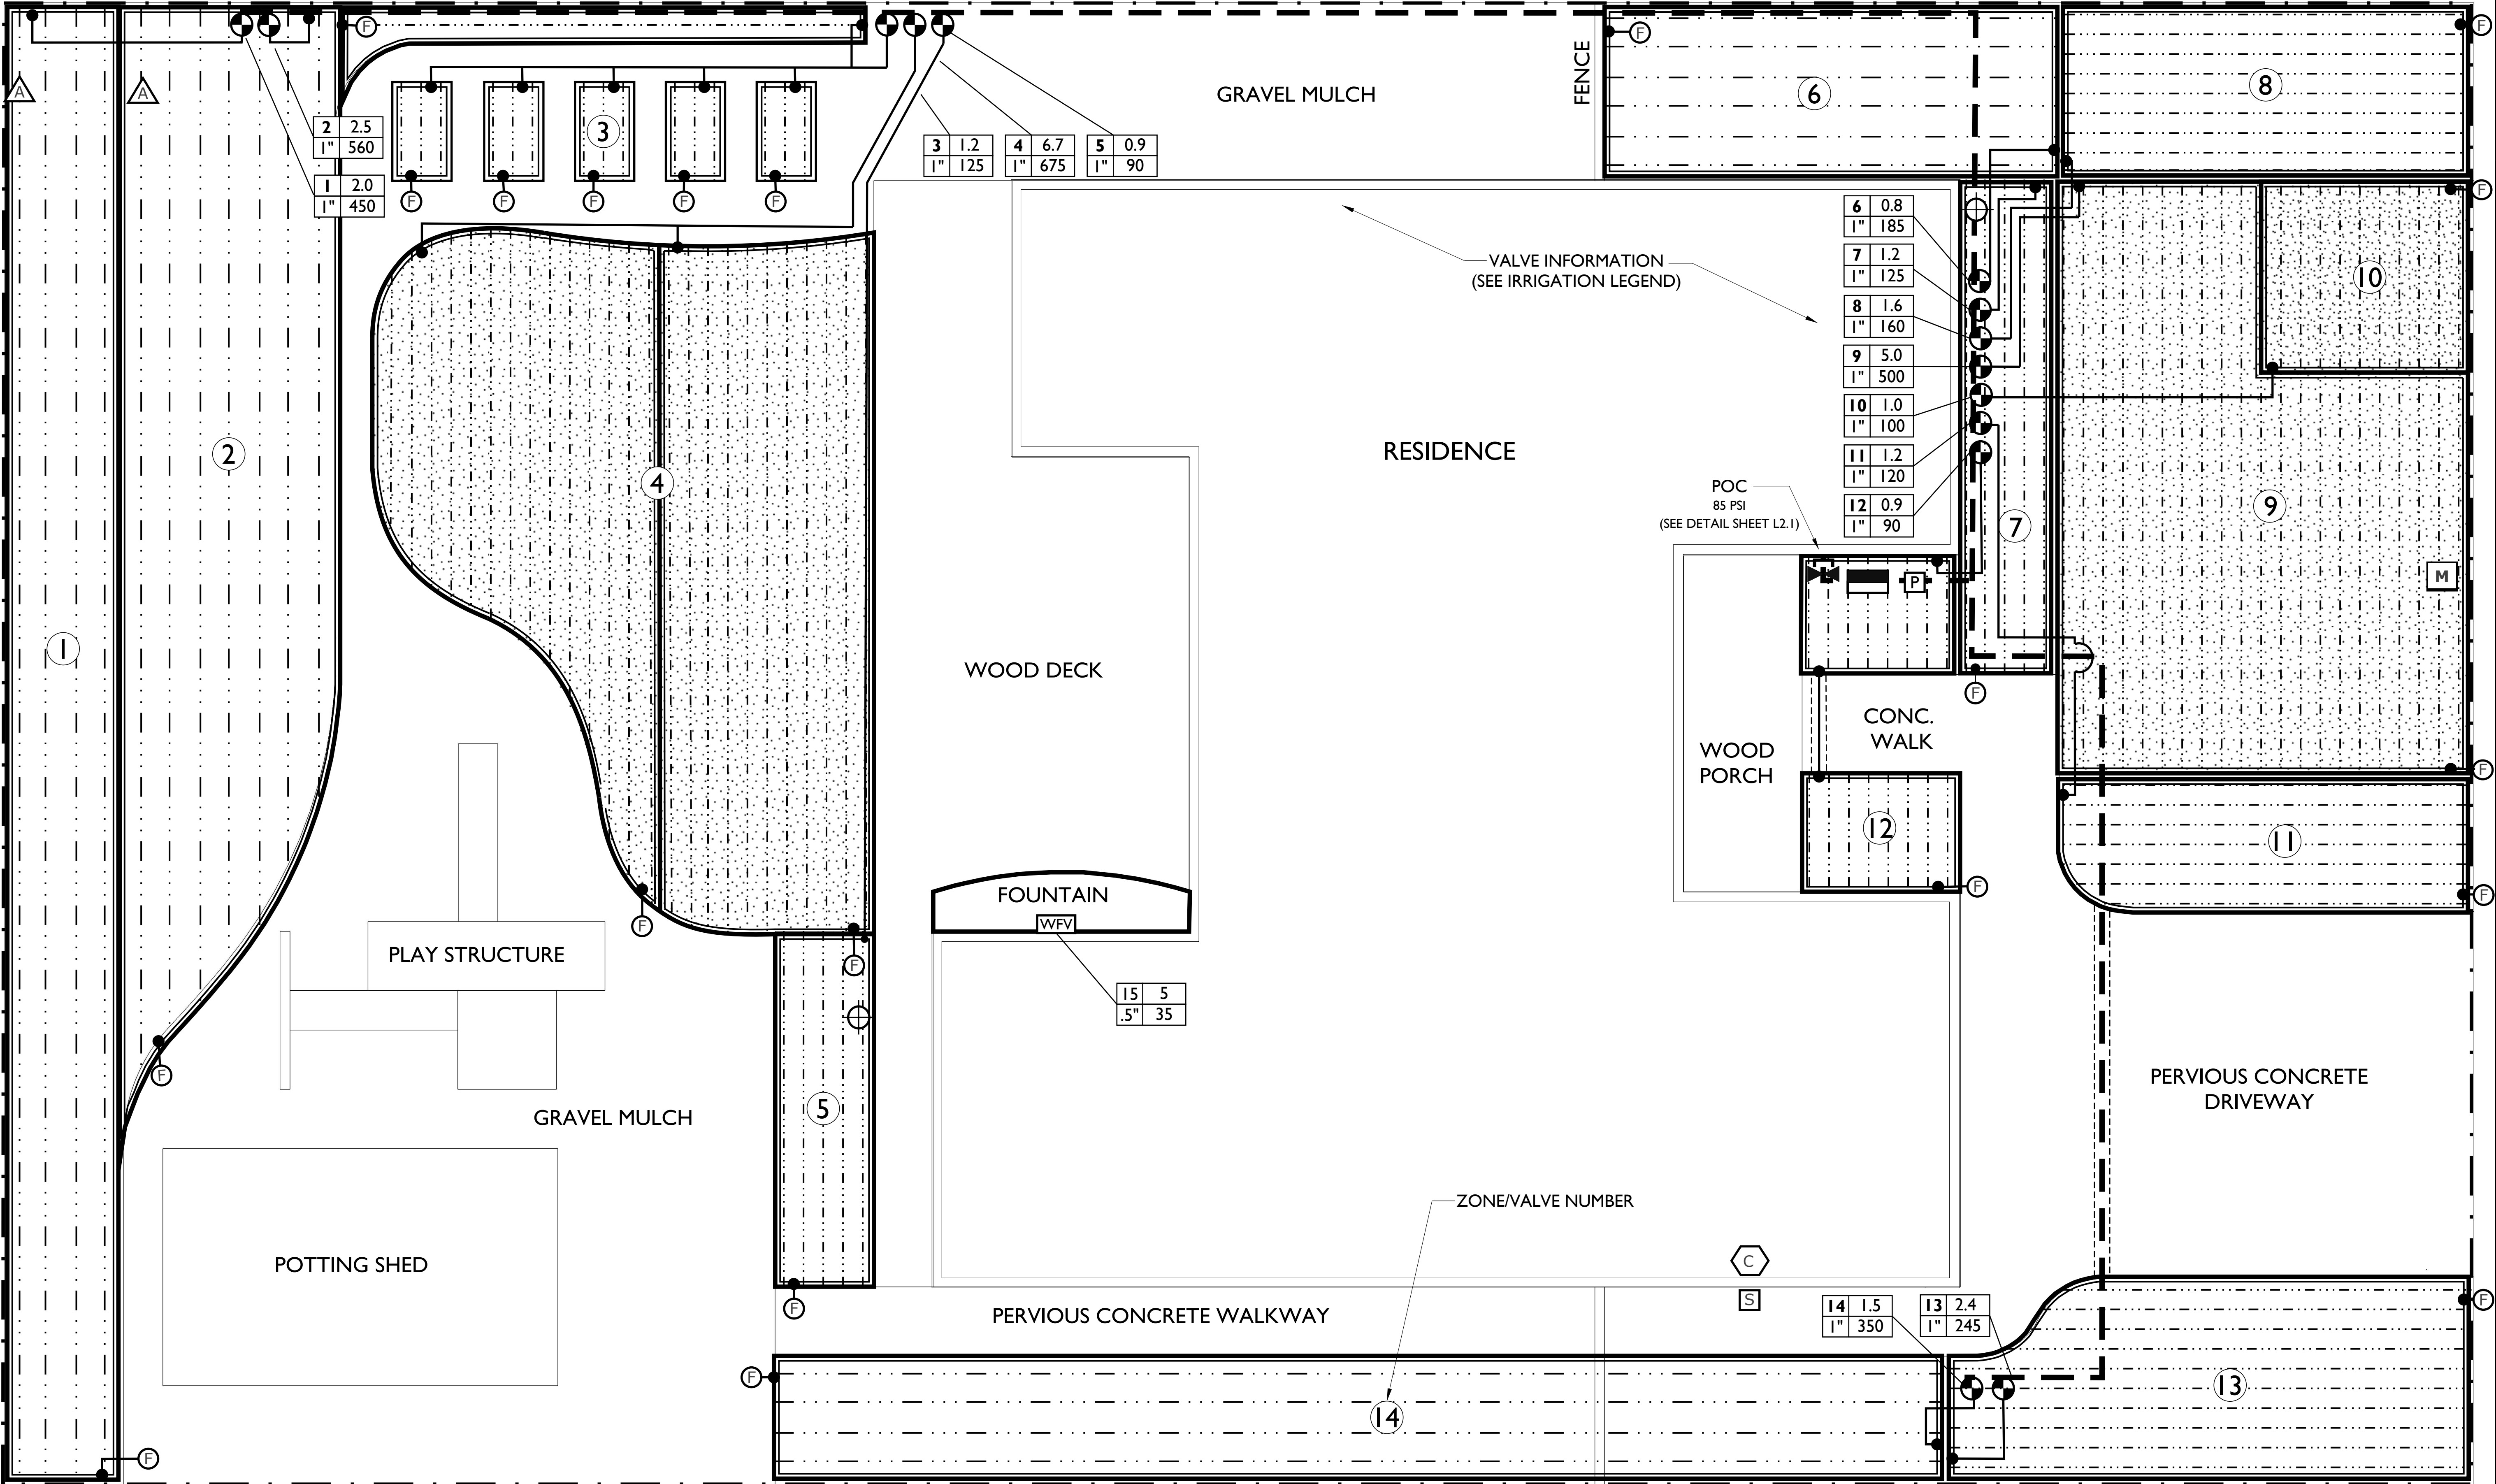 F
F
F
A
A
FENCE
GRAVEL MULCH
6
8
2 2.5
1" 560
3
3 1.2
1" 125
4 6.7
1" 675
5 0.9
1" 90
1 2.0
1" 450
F
F
F
F
F
F
6 0.8
1" 185
VALVE INFORMATION
(SEE IRRIGATION LEGEND)
7 1.2
1" 125
10
8 1.6
1" 160
9 5.0
1" 500
10 1.0
1" 100
11 1.2
1" 120
12 0.9
1" 90
2
RESIDENCE
4
POC
85 PSI
(SEE DETAIL SHEET L2.1)
7
9
P
M
1
WOOD DECK
F
CONC.
WALK
WOOD
PORCH
F
12
11
F
FOUNTAIN
WFV
F
F
F
PLAY STRUCTURE
F
15 5
.5" 35
F
PERVIOUS CONCRETE
DRIVEWAY
5
GRAVEL MULCH
ZONE/VALVE NUMBER
POTTING SHED
C
S
F
PERVIOUS CONCRETE WALKWAY
14 1.5
1" 350
13 2.4
1" 245
F
F
13
14
F